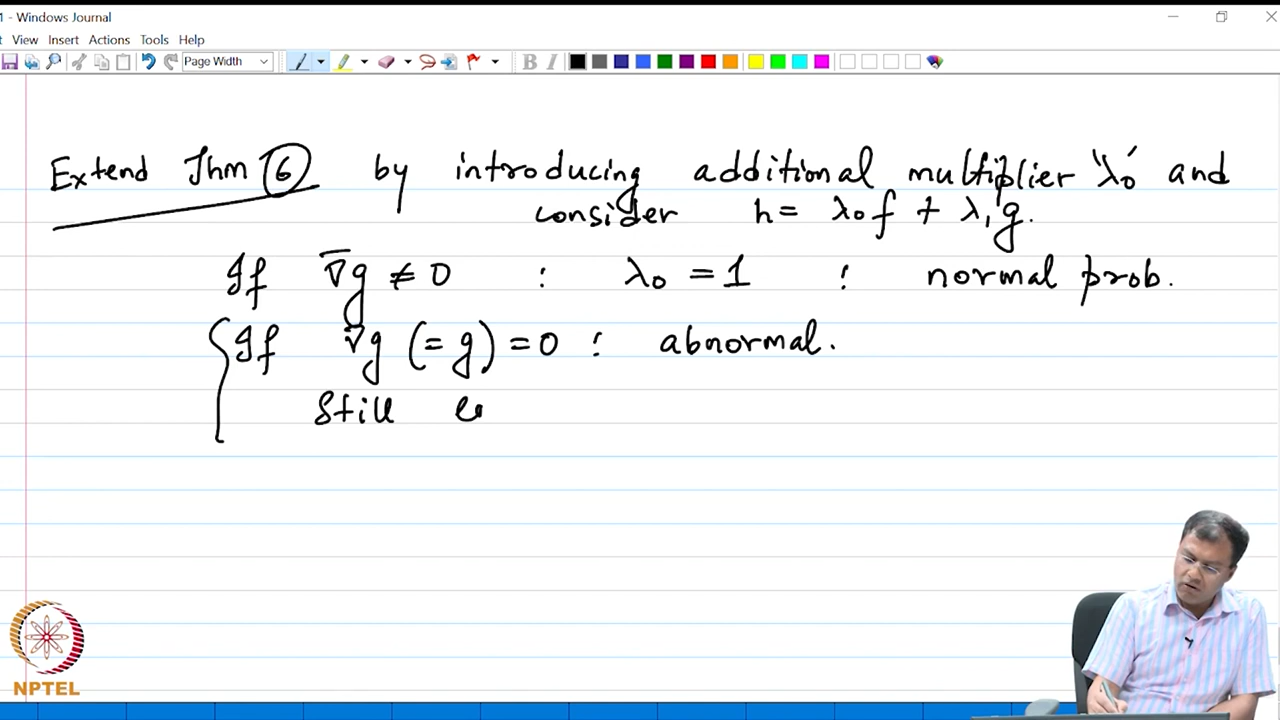 1 - Windows Journal
t View Insert Actions Tools Help
Page Width B I
Extend Thm 6 by introducing additional multiplier 'λ₀' and
consider h = λ₀f + λ₁g.
If ∇̅g ≠ 0 : λ₀ = 1 : normal prob.
If ∇̅g (= g) = 0 : abnormal.
Still
NPTEL